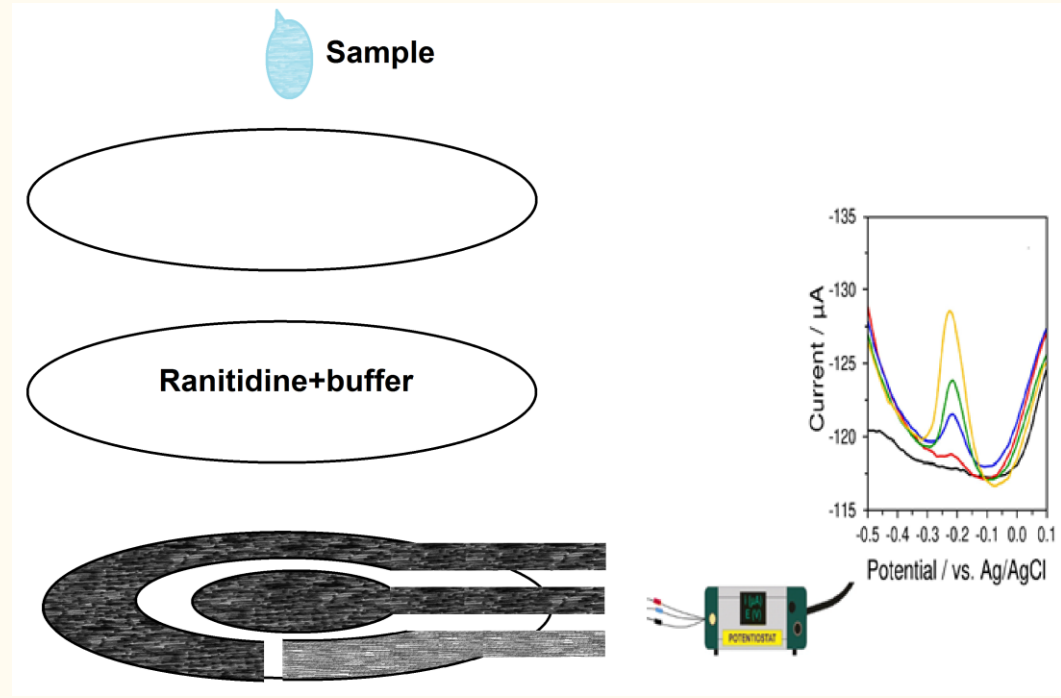 Sample
Ranitidine+buffer
-135
-130
-125
-120
-115
Current / µA
-0.5 -0.4 -0.3 -0.2 -0.1 0.0 0.1
Potential / vs. Ag/AgCl
I (µA)
E (V)
POTENTIOSTAT